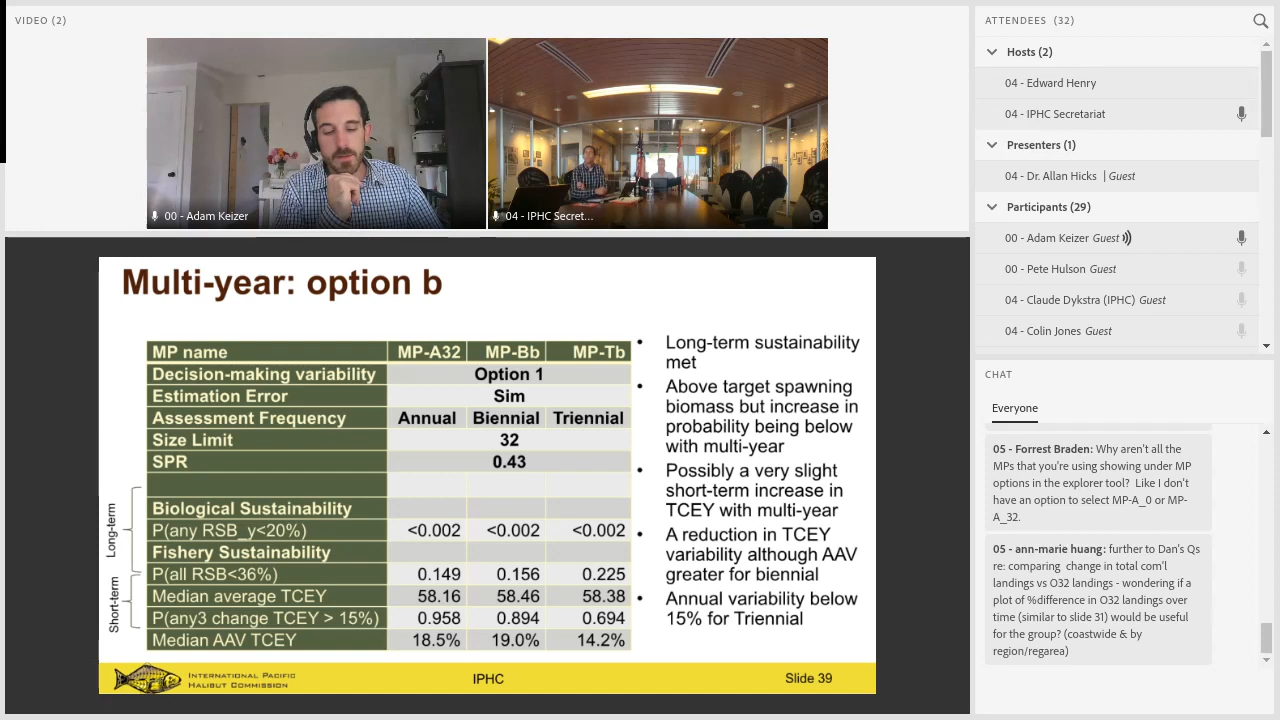 VIDEO (2)
00 - Adam Keizer
04 - IPHC Secret...
Multi-year: option b
MP name MP-A32 MP-Bb MP-Tb
Decision-making variability Option 1
Estimation Error Sim
Assessment Frequency Annual Biennial Triennial
Size Limit 32
SPR 0.43
Long-term
Biological Sustainability
P(any RSB_y<20%) <0.002 <0.002 <0.002
Fishery Sustainability
Short-term
P(all RSB<36%) 0.149 0.156 0.225
Median average TCEY 58.16 58.46 58.38
P(any3 change TCEY > 15%) 0.958 0.894 0.694
Median AAV TCEY 18.5% 19.0% 14.2%
• Long-term sustainability
met
• Above target spawning
biomass but increase in
probability being below
with multi-year
• Possibly a very slight
short-term increase in
TCEY with multi-year
• A reduction in TCEY
variability although AAV
greater for biennial
• Annual variability below
15% for Triennial
INTERNATIONAL PACIFIC
HALIBUT COMMISSION
IPHC
Slide 39
ATTENDEES (32)
Hosts (2)
04 - Edward Henry
04 - IPHC Secretariat
Presenters (1)
04 - Dr. Allan Hicks | Guest
Participants (29)
00 - Adam Keizer Guest
00 - Pete Hulson Guest
04 - Claude Dykstra (IPHC) Guest
04 - Colin Jones Guest
CHAT
Everyone
05 - Forrest Braden: Why aren't all the
MPs that you're using showing under MP
options in the explorer tool? Like I don't
have an option to select MP-A_0 or MP-
A_32.
05 - ann-marie huang: further to Dan's Qs
re: comparing change in total com'l
landings vs O32 landings - wondering if a
plot of %difference in O32 landings over
time (similar to slide 31) would be useful
for the group? (coastwide & by
region/regarea)